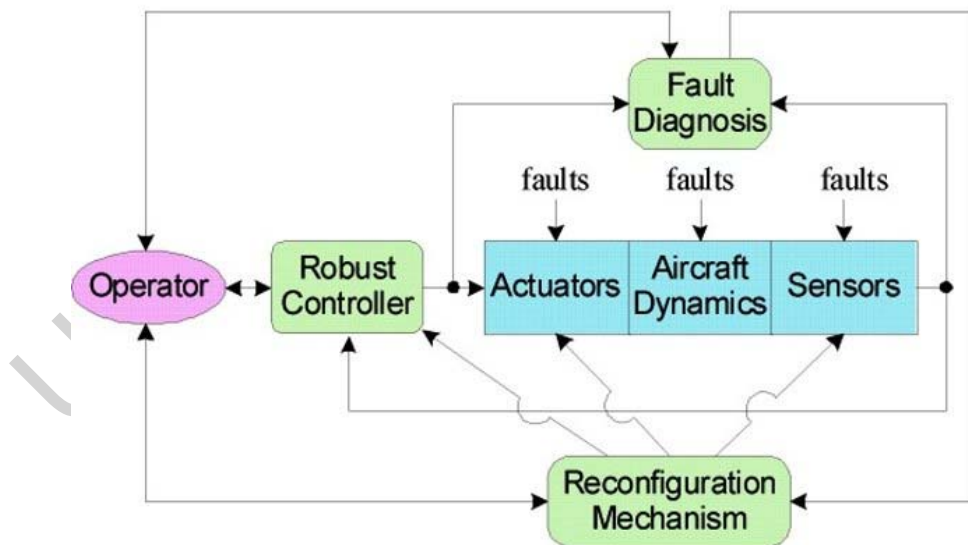 Fault
Diagnosis
faults
faults
faults
Operator
Robust
Controller
Actuators
Aircraft
Dynamics
Sensors
Reconfiguration
Mechanism